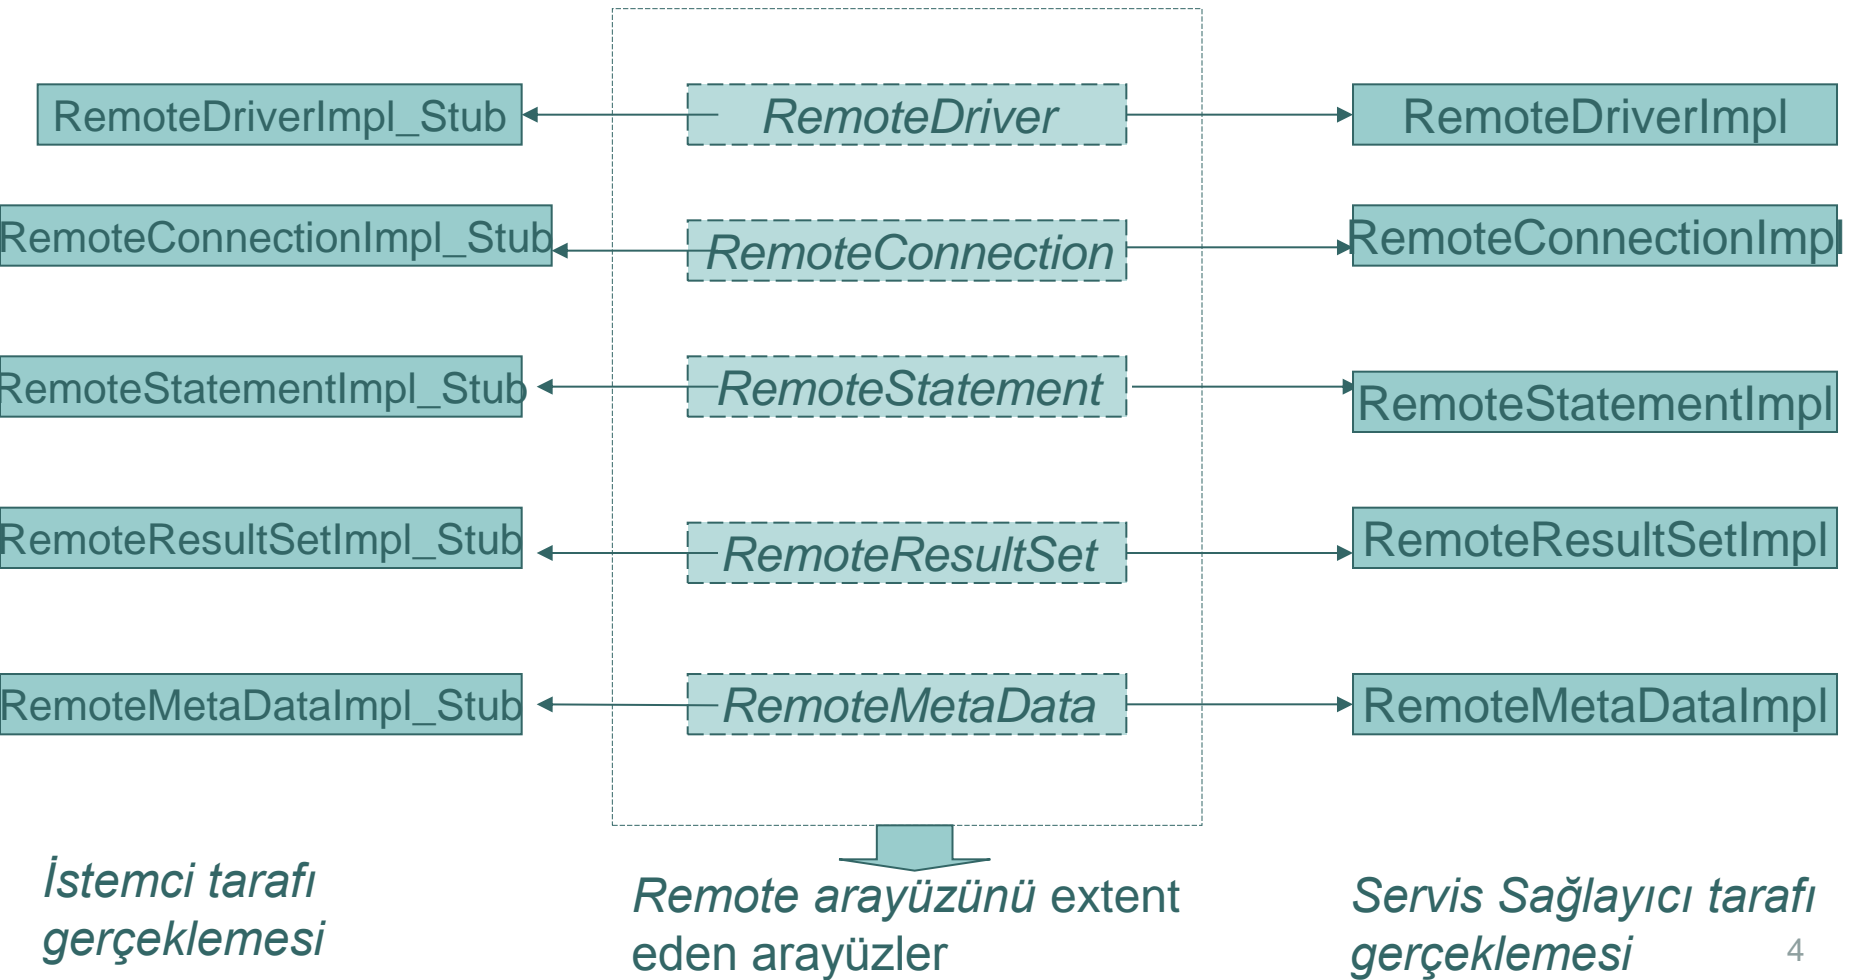 RemoteDriverImpl_Stub
RemoteDriver
RemoteDriverImpl
RemoteConnectionImpl_Stub
RemoteConnection
RemoteConnectionImpl
RemoteStatementImpl_Stub
RemoteStatement
RemoteStatementImpl
RemoteResultSetImpl_Stub
RemoteResultSet
RemoteResultSetImpl
RemoteMetaDataImpl_Stub
RemoteMetaData
RemoteMetaDataImpl
İstemci tarafı
gerçeklemesi
Remote arayüzünü extent
eden arayüzler
Servis Sağlayıcı tarafı
gerçeklemesi
4